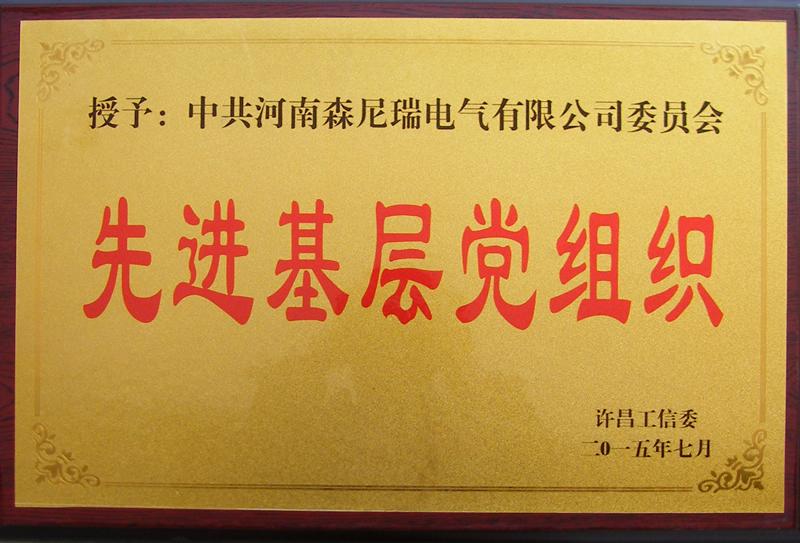 授予：中共河南森尼瑞电气有限公司委员会
先进基层党组织
许昌工信委
二0一五年七月